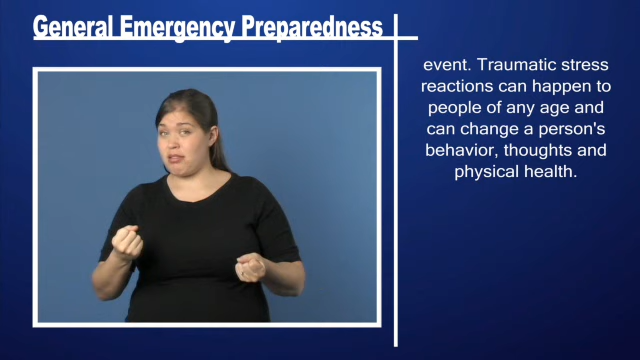 General Emergency Preparedness
event. Traumatic stress
reactions can happen to
people of any age and
can change a person's
behavior, thoughts and
physical health.